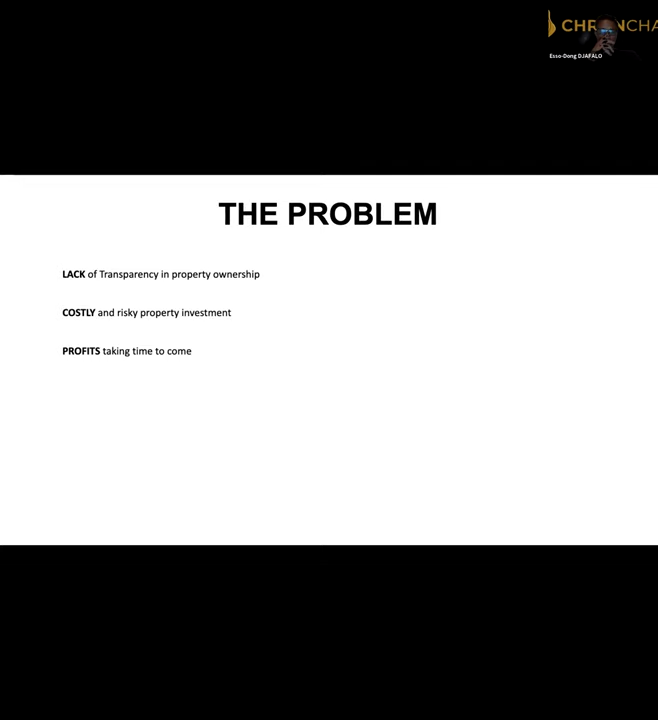 Esso-Dong DJAFALO
THE PROBLEM
LACK of Transparency in property ownership
COSTLY and risky property investment
PROFITS taking time to come